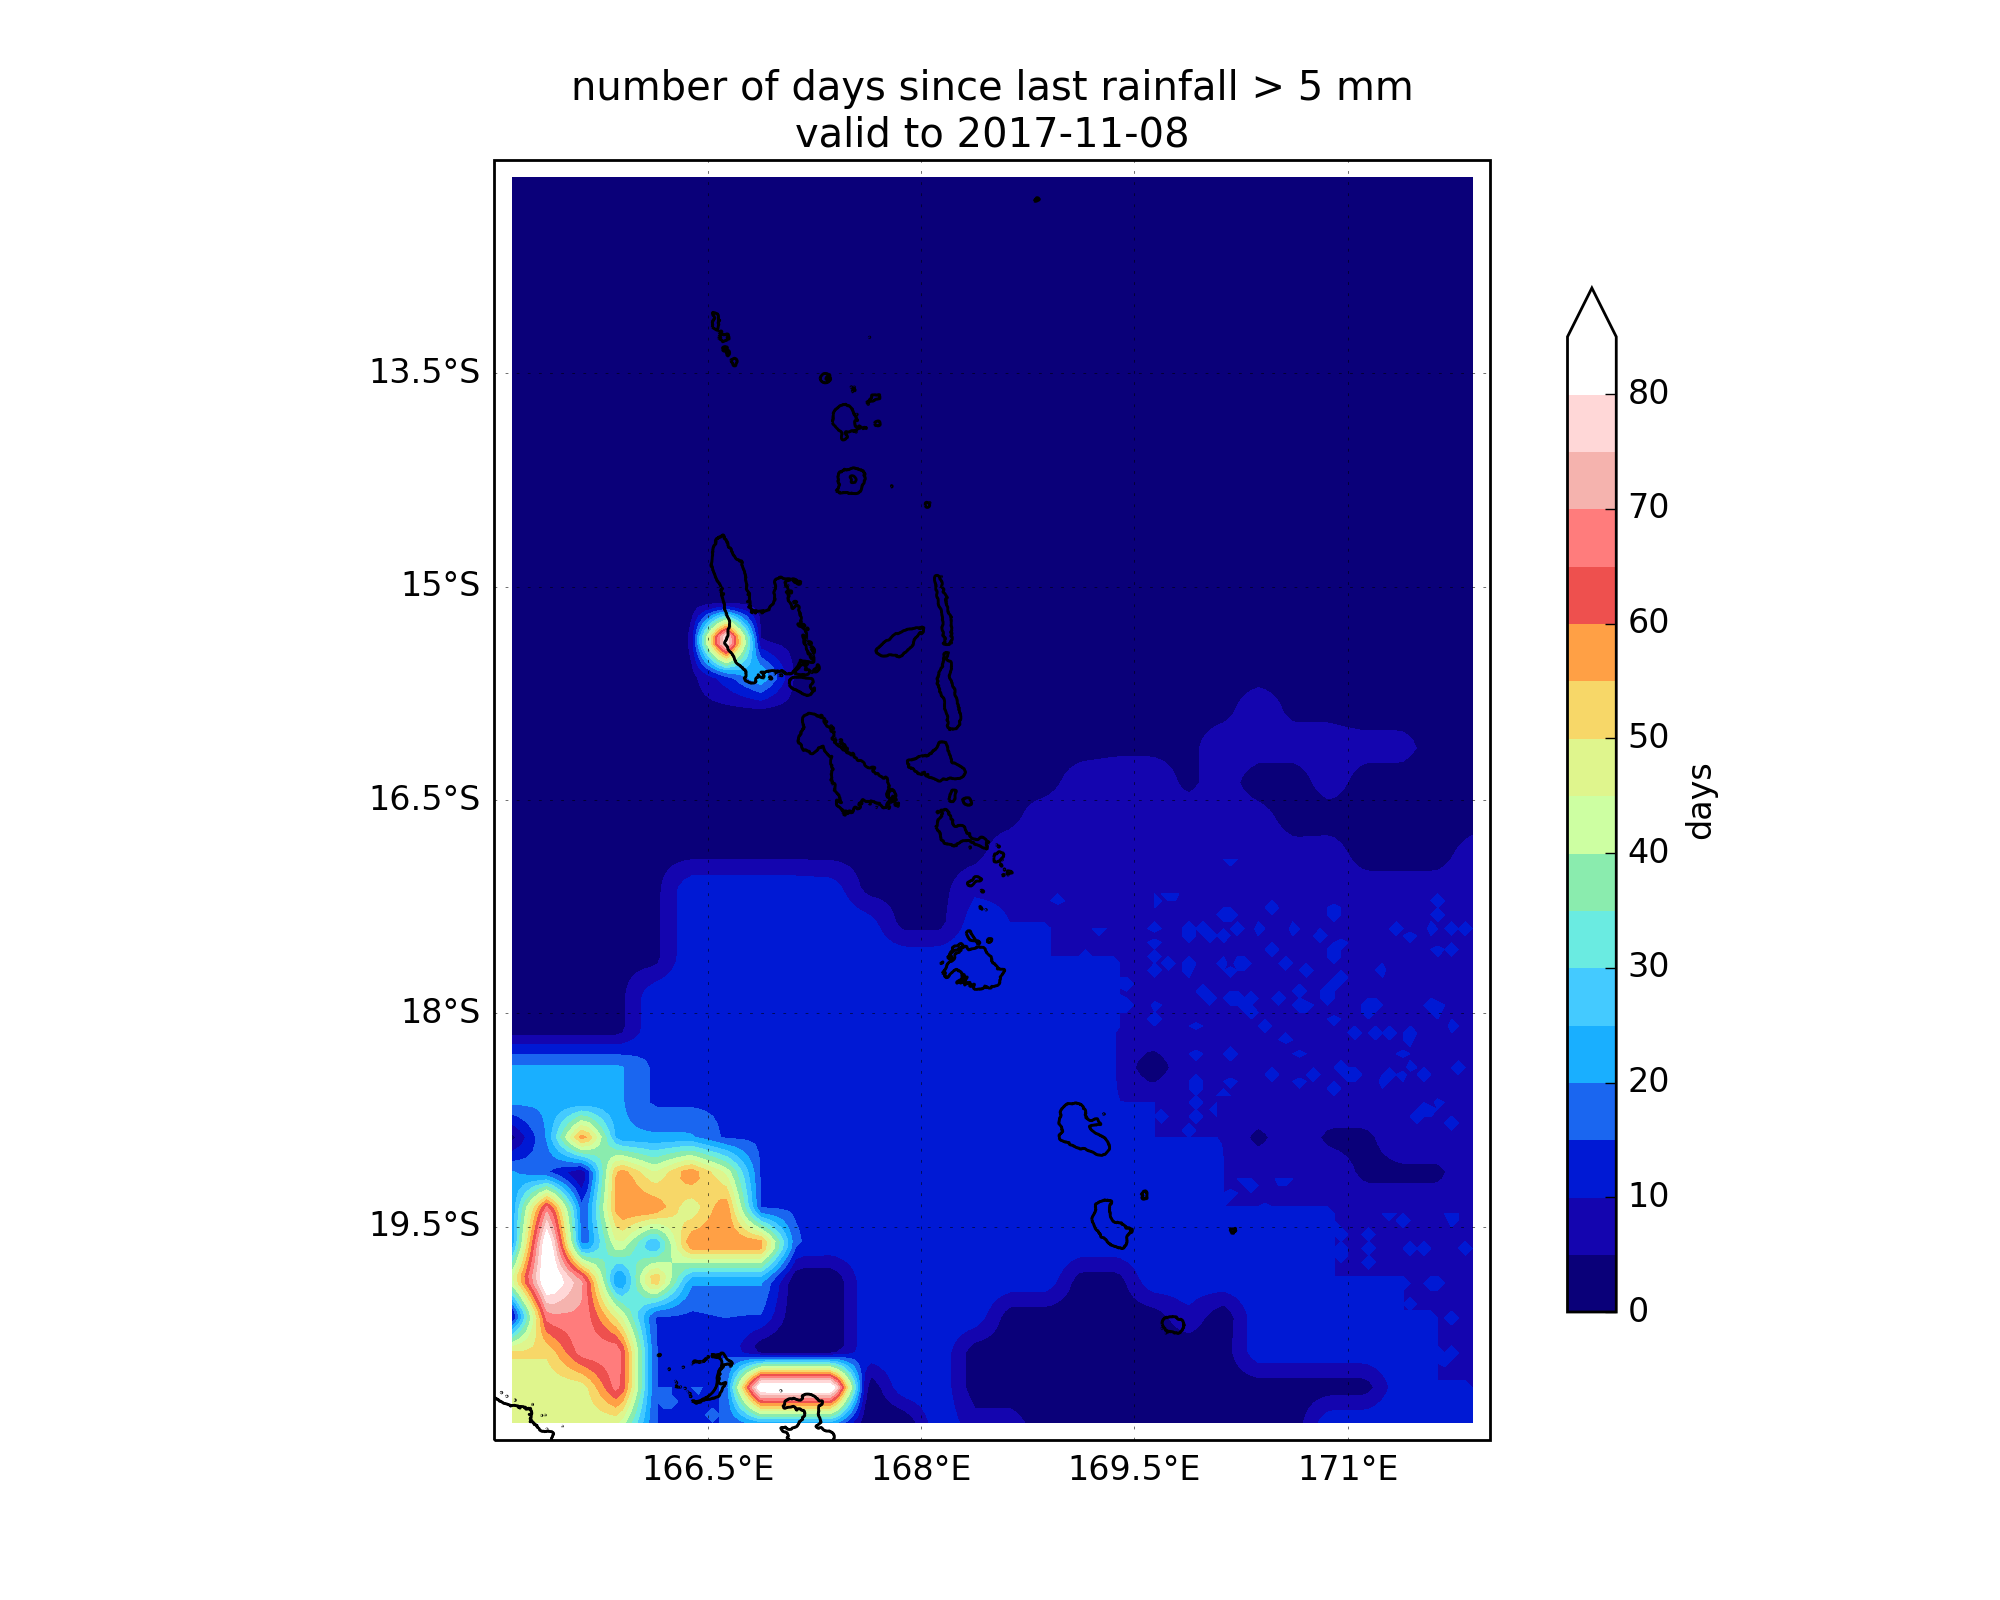 number of days since last rainfall > 5 mm
valid to 2017-11-08
13.5°S
15°S
16.5°S
18°S
19.5°S
166.5°E
168°E
169.5°E
171°E
80
70
60
50
40
30
20
10
0
days